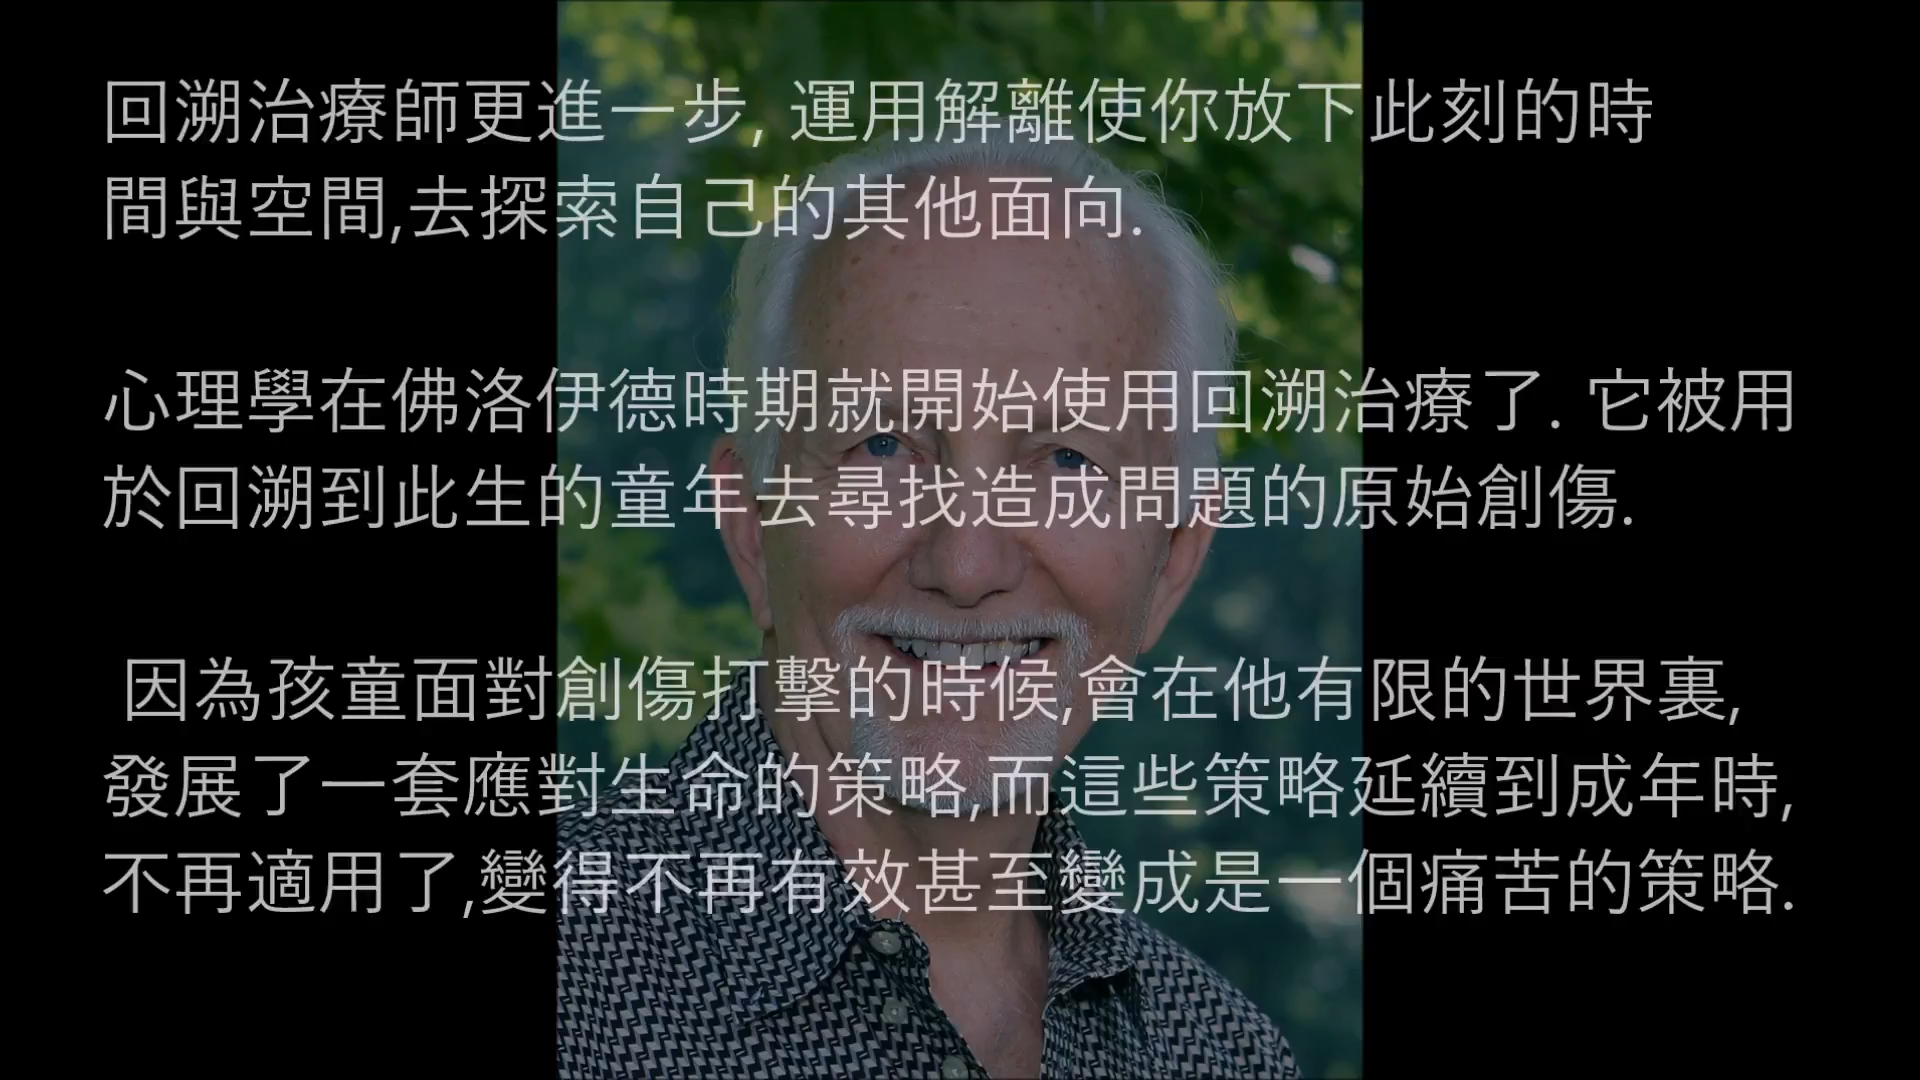 回溯治療師更進一步, 運用解離使你放下此刻的時
間與空間,去探索自己的其他面向.
心理學在佛洛伊德時期就開始使用回溯治療了. 它被用
於回溯到此生的童年去尋找造成問題的原始創傷.
因為孩童面對創傷打擊的時候,會在他有限的世界裏,
發展了一套應對生命的策略,而這些策略延續到成年時,
不再適用了,變得不再有效甚至變成是一個痛苦的策略.